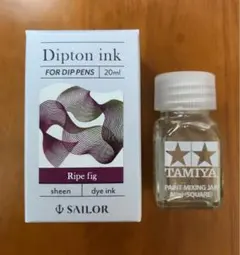 Dipton ink
FOR DIP PENS
20ml
Ripe fig
sheen
dye ink
SAILOR
TAMIYA
PAINT MIXING JAR